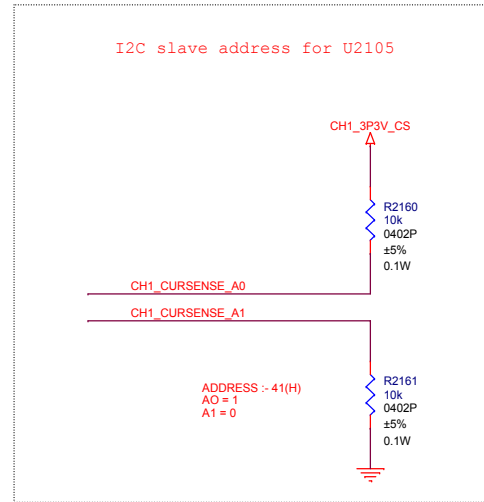 I2C slave address for U2105
CH1_3P3V_CS
R2160
10k
0402P
±5%
0.1W
CH1_CURSENSE_A0
CH1_CURSENSE_A1
ADDRESS :- 41(H)
AO = 1
A1 = 0
R2161
10k
0402P
±5%
0.1W